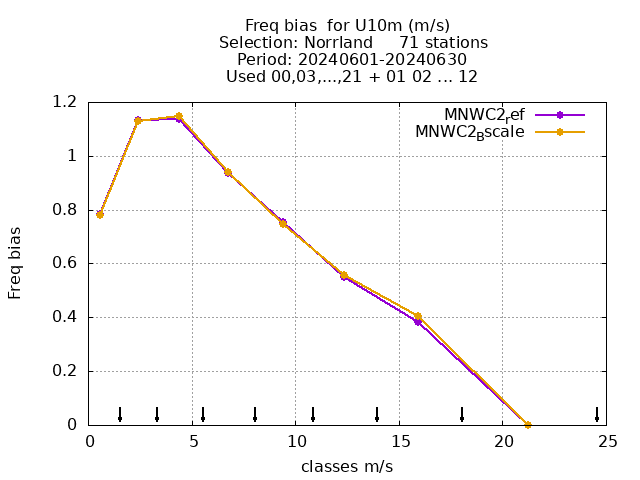 Freq bias  for U10m (m/s)
Selection: Norrland     71 stations
Period: 20240601-20240630
Used 00,03,...,21 + 01 02 ... 12
MNWC2ref
MNWC2Bscale
Freq bias
1.2
1
0.8
0.6
0.4
0.2
0
0 5 10 15 20 25
classes m/s